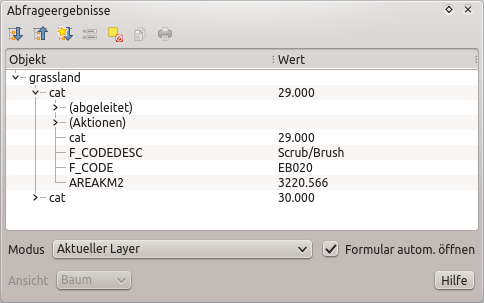 Abfrageergebnisse
Objekt Wert
grassland
cat 29.000
(abgeleitet)
(Aktionen)
cat 29.000
F_CODEDESC Scrub/Brush
F_CODE EB020
AREAKM2 3220.566
cat 30.000
Modus Aktueller Layer Formular autom. öffnen
Ansicht Baum Hilfe